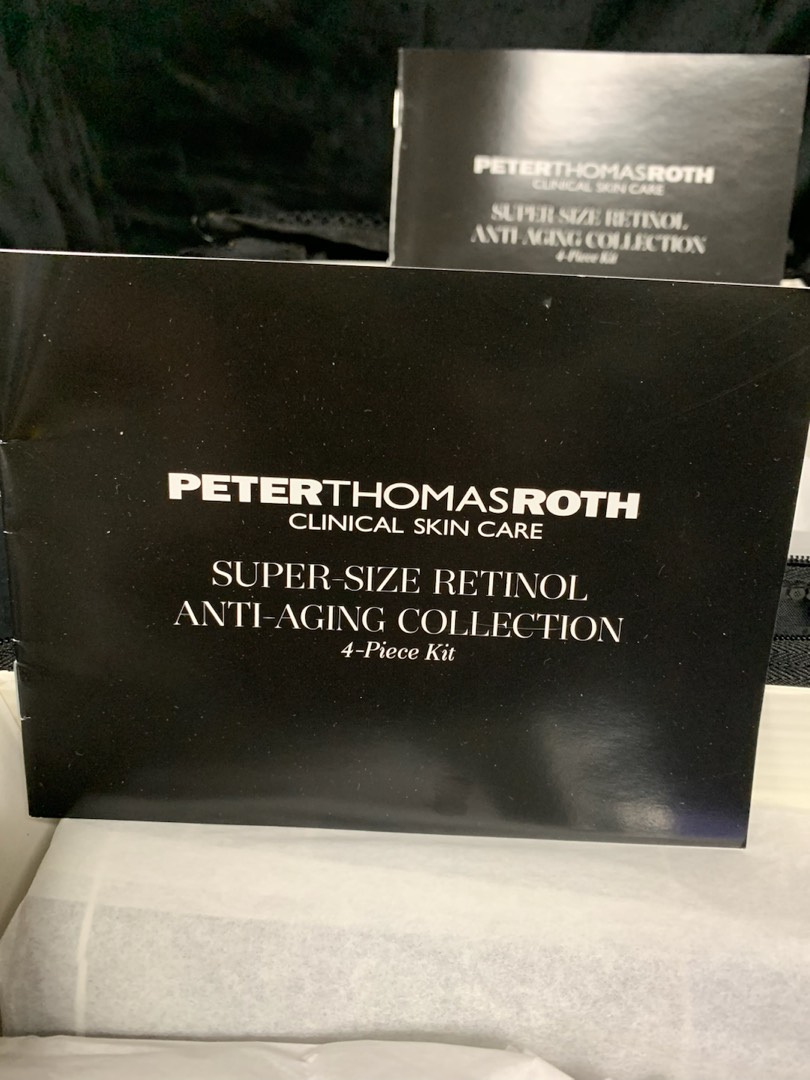 PETERTHOMASROTH
CLINICAL SKIN CARE
SUPER-SIZE RETINOL
ANTI-AGING COLLECTION
4-Piece Kit
PETERTHOMASROTH
CLINICAL SKIN CARE
SUPER-SIZE RETINOL
ANTI-AGING COLLECTION
4-Piece Kit